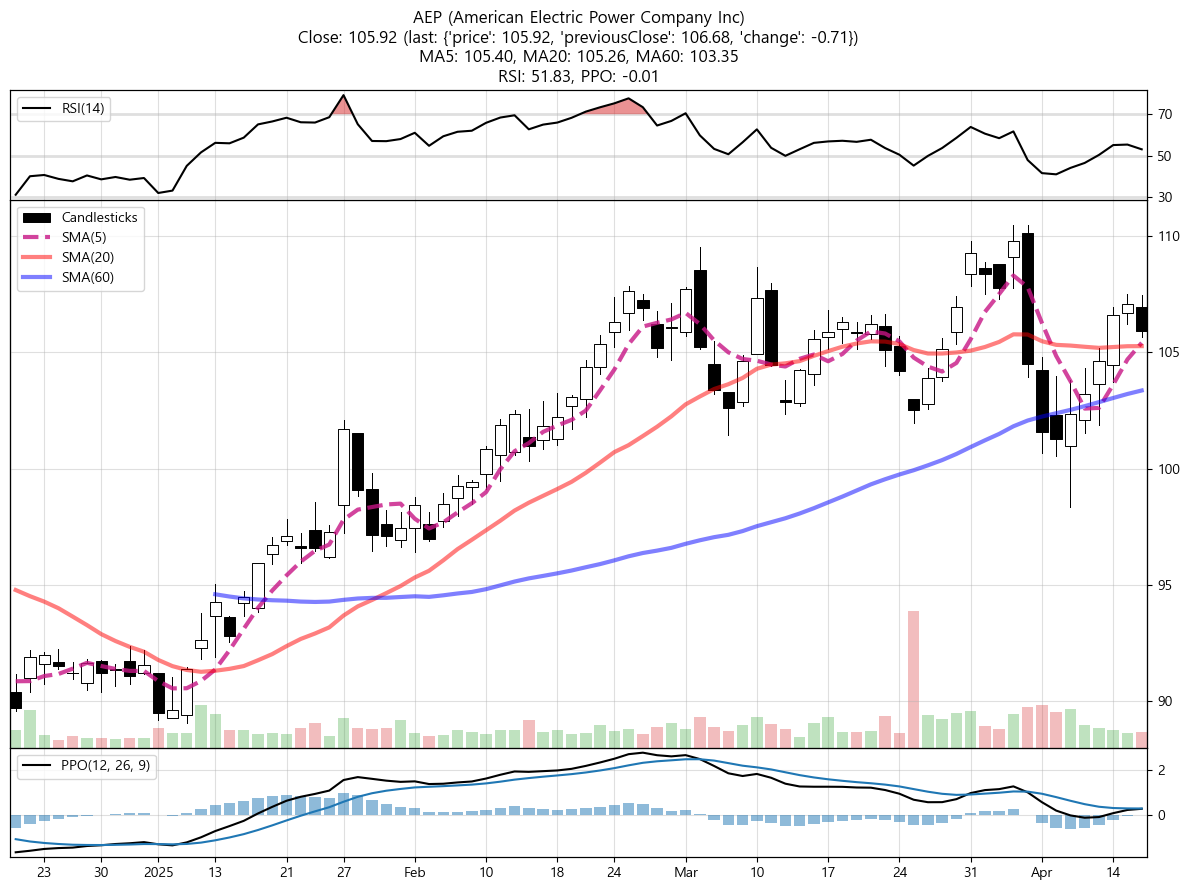 AEP (American Electric Power Company Inc)
Close: 105.92 (last: {'price': 105.92, 'previousClose': 106.68, 'change': -0.71})
MA5: 105.40, MA20: 105.26, MA60: 103.35
RSI: 51.83, PPO: -0.01
RSI(14)
70
50
30
Candlesticks
SMA(5)
SMA(20)
SMA(60)
110
105
100
95
90
PPO(12, 26, 9)
2
0
23 30 2025 13 21 27 Feb 10 18 24 Mar 10 17 24 31 Apr 14